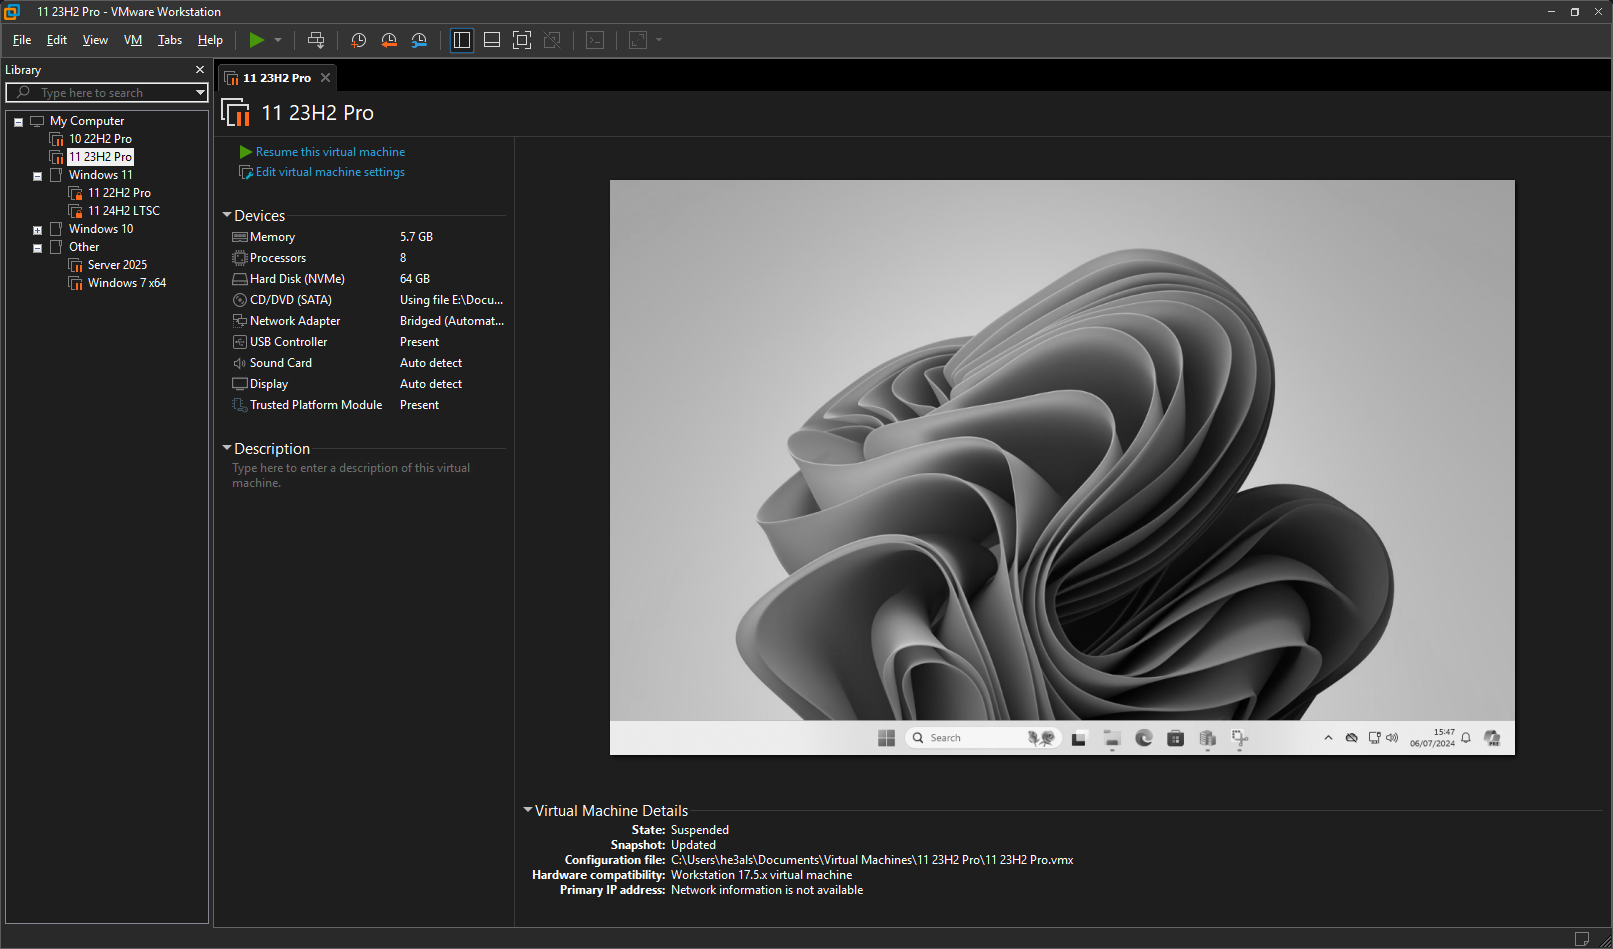 11 23H2 Pro - VMware Workstation
File Edit View VM Tabs Help
Library
Type here to search
My Computer
10 22H2 Pro
11 23H2 Pro
Windows 11
11 22H2 Pro
11 24H2 LTSC
Windows 10
Other
Server 2025
Windows 7 x64
11 23H2 Pro
11 23H2 Pro
Resume this virtual machine
Edit virtual machine settings
Devices
Memory 5.7 GB
Processors 8
Hard Disk (NVMe) 64 GB
CD/DVD (SATA) Using file E:\Docu...
Network Adapter Bridged (Automat...
USB Controller Present
Sound Card Auto detect
Display Auto detect
Trusted Platform Module Present
Description
Type here to enter a description of this virtual
machine.
Search
15:47
06/07/2024
PRE
Virtual Machine Details
State: Suspended
Snapshot: Updated
Configuration file: C:\Users\he3als\Documents\Virtual Machines\11 23H2 Pro\11 23H2 Pro.vmx
Hardware compatibility: Workstation 17.5.x virtual machine
Primary IP address: Network information is not available